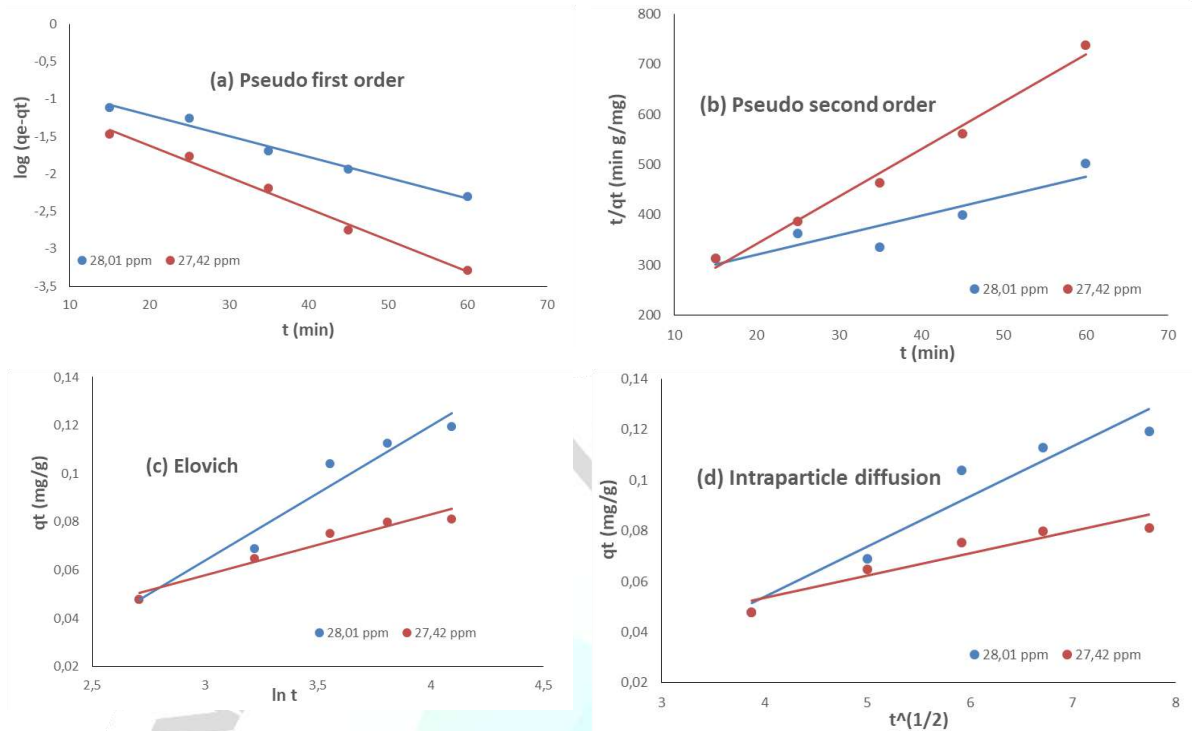 (a) Pseudo first order
log (qe-qt)
0
-0,5
-1
-1,5
-2
-2,5
-3
-3,5
28,01 ppm 27,42 ppm
10 20 30 40 50 60 70
t (min)
(b) Pseudo second order
t/qt (min g/mg)
800
700
600
500
400
300
200
28,01 ppm 27,42 ppm
10 20 30 40 50 60 70
t (min)
(c) Elovich
qt (mg/g)
0,14
0,12
0,1
0,08
0,06
0,04
0,02
28,01 ppm 27,42 ppm
2,5 3 3,5 4 4,5
ln t
(d) Intraparticle diffusion
qt (mg/g)
0,14
0,12
0,1
0,08
0,06
0,04
0,02
28,01 ppm 27,42 ppm
3 4 5 6 7 8
t^(1/2)